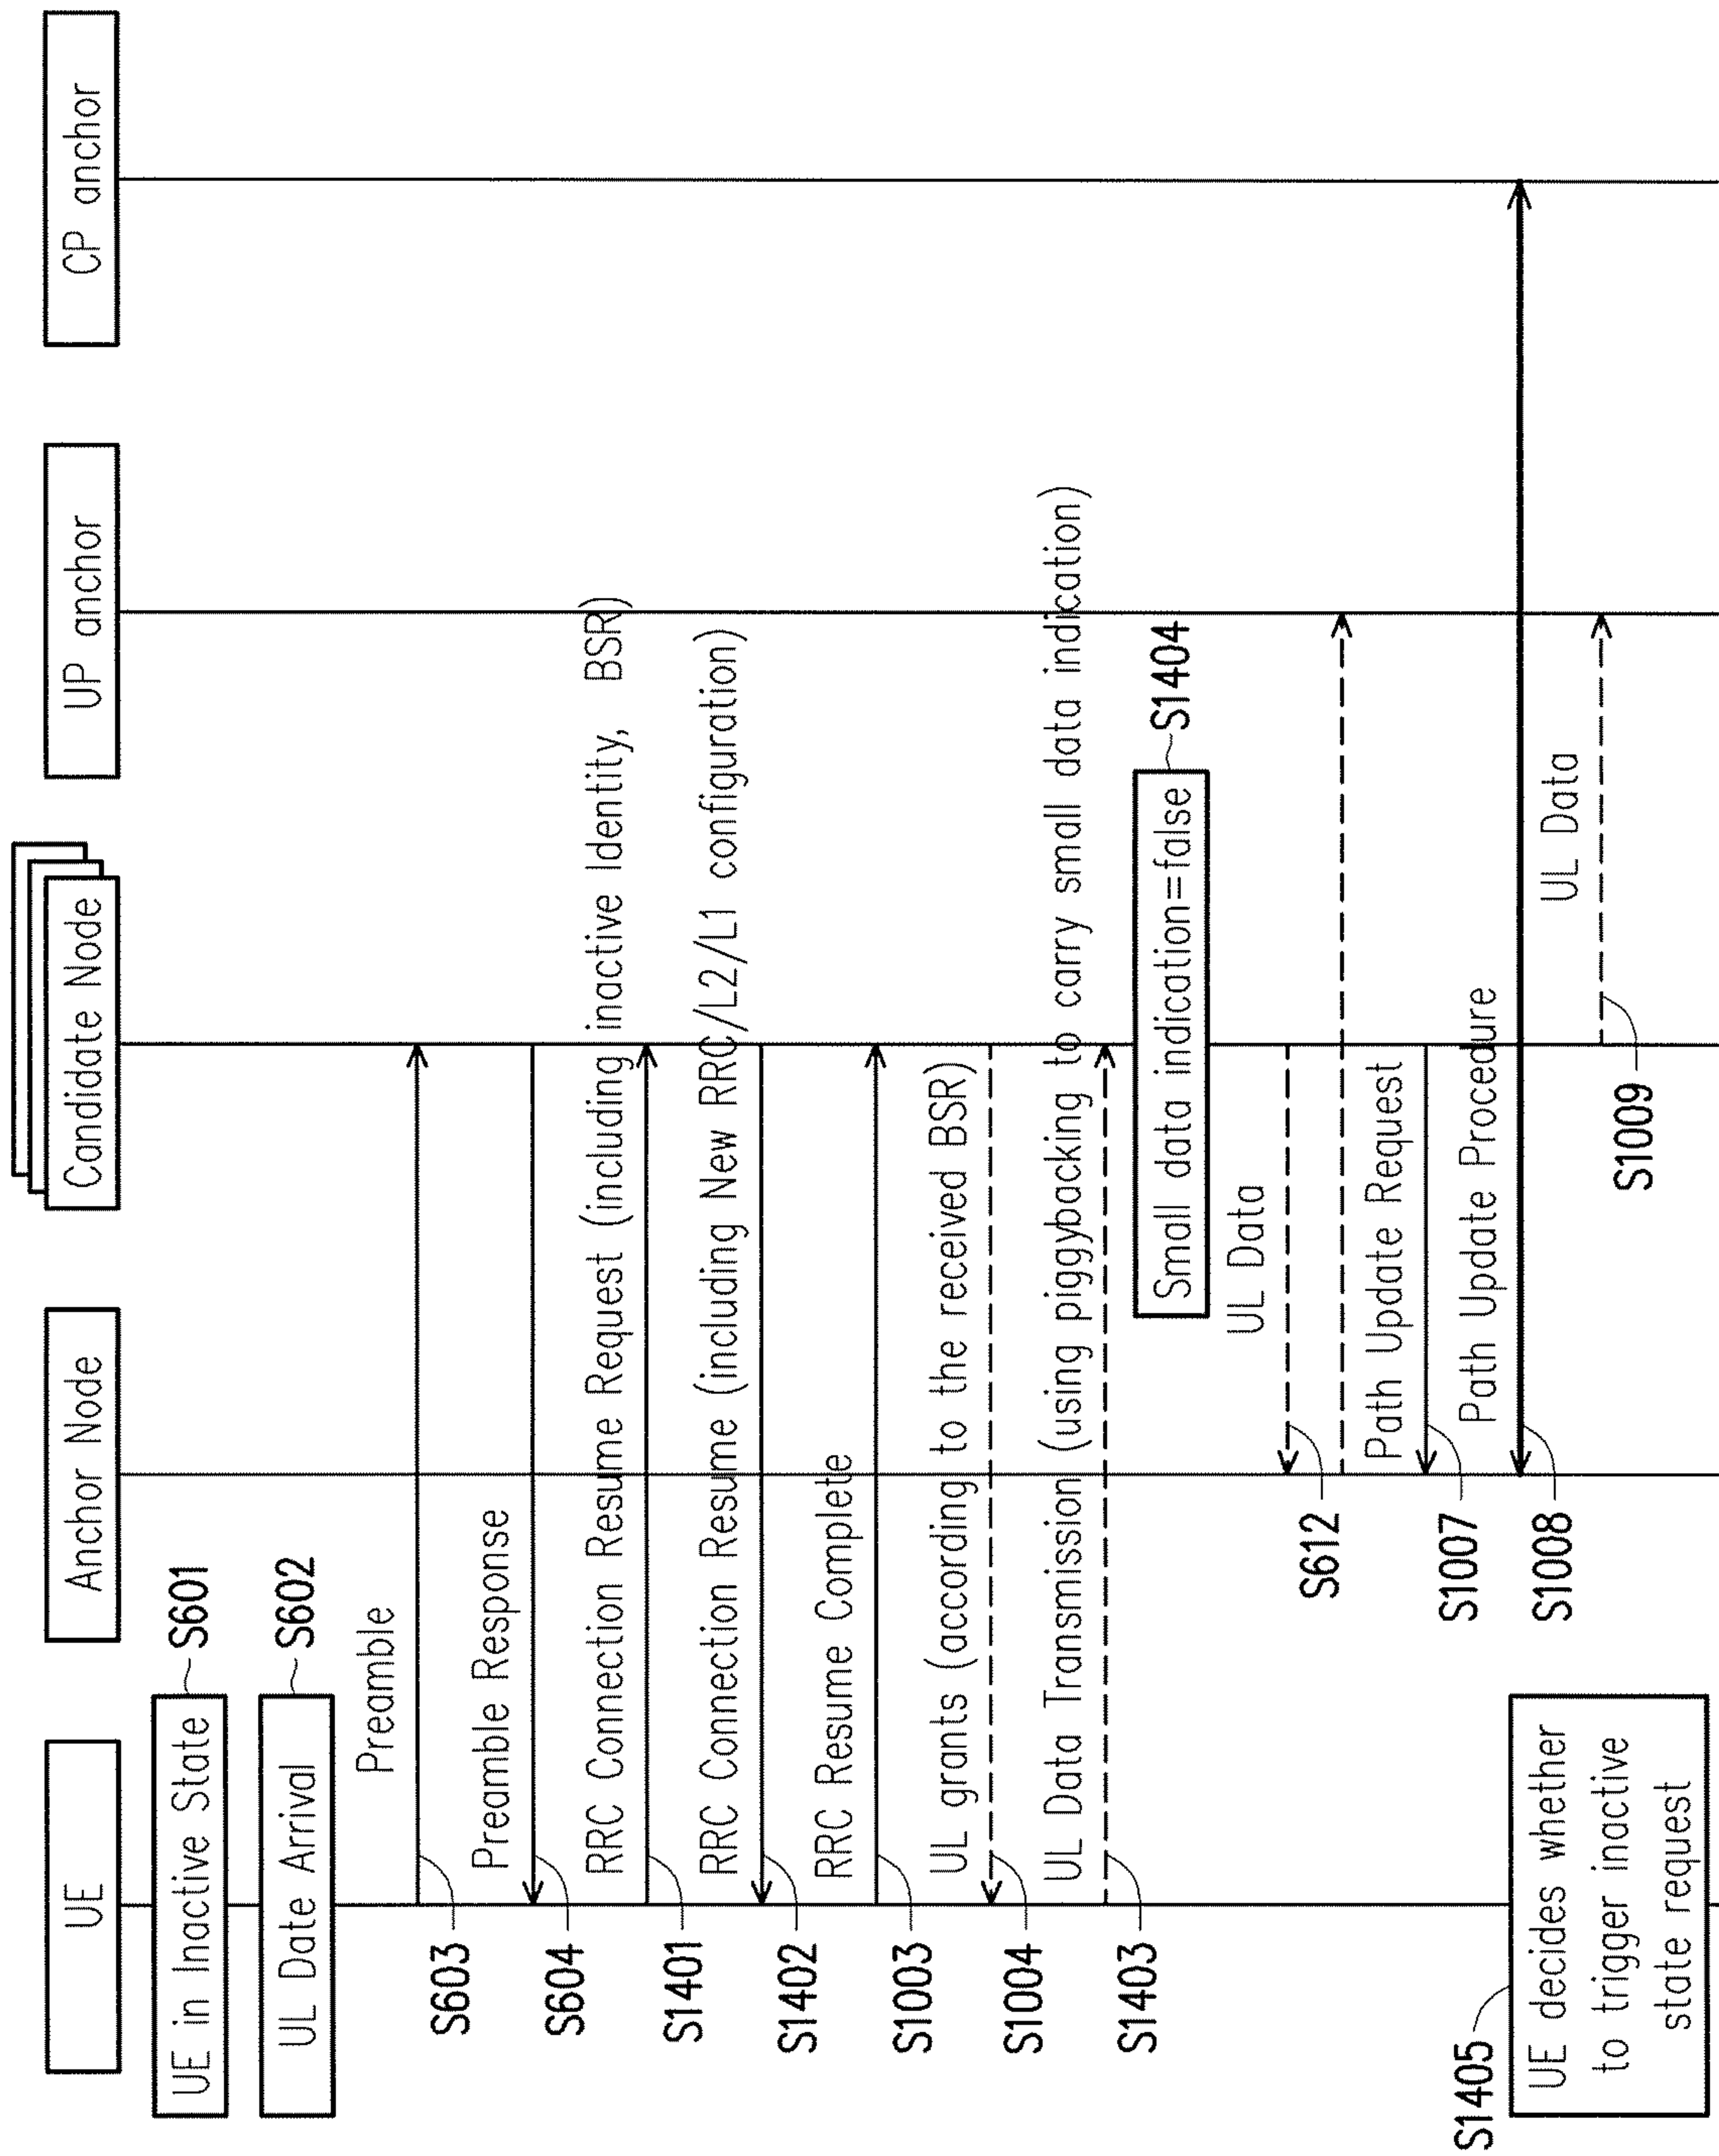 UE
Anchor Node
Candidate Node
UP anchor
CP anchor
UE in Inactive State
S601
UL Date Arrival
S602
Preamble
S603
Preamble Response
S604
RRC Connection Resume Request (including inactive Identity, BSR)
S1401
RRC Connection Resume (including New RRC/L2/L1 configuration)
S1402
RRC Resume Complete
S1003
UL grants (according to the received BSR)
S1004
UL Data Transmission (using piggybacking to carry small data indication)
S1403
Small data indication=false
S1404
UL Data
S612
Path Update Request
S1007
Path Update Procedure
S1008
UL Data
S1009
S1405
UE decides whether
to trigger inactive
state request